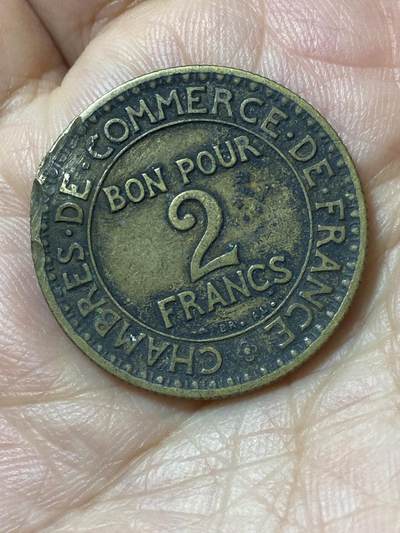 CHAMBRES·DE·COMMERCE·DE·FRANCE
BON POUR
2
FRANCS